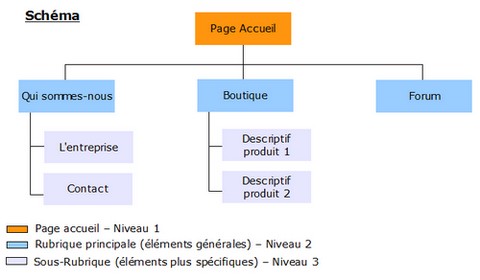 Schéma
Page Accueil
Qui sommes-nous
Boutique
Forum
L'entreprise
Descriptif
produit 1
Contact
Descriptif
produit 2
Page accueil – Niveau 1
Rubrique principale (éléments générales) – Niveau 2
Sous-Rubrique (éléments plus spécifiques) – Niveau 3